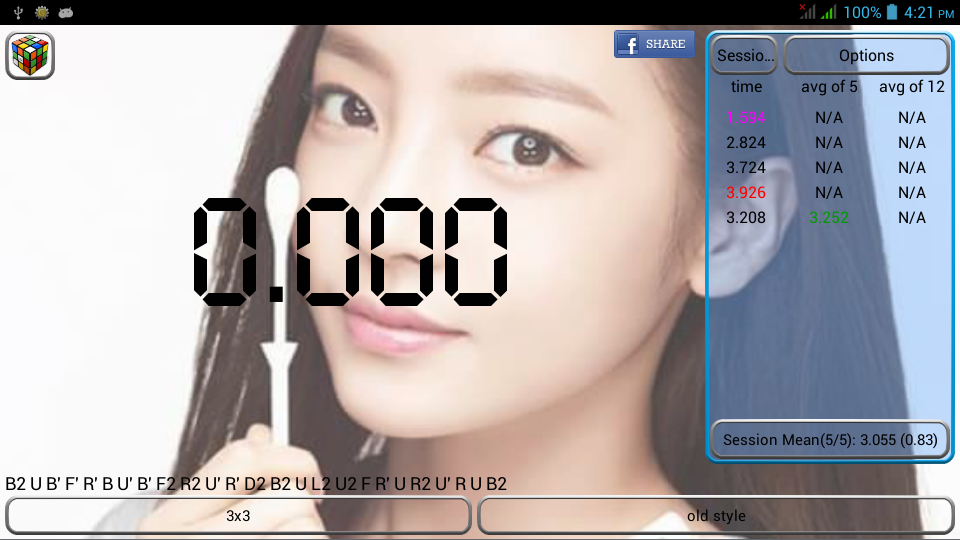 100% 4:21 PM
f SHARE
Sessio... Options
time avg of 5 avg of 12
1.594 N/A N/A
2.824 N/A N/A
3.724 N/A N/A
3.926 N/A N/A
3.208 3.252 N/A
0.000
Session Mean(5/5): 3.055 (0.83)
B2 U B' F' R' B U' B' F2 R2 U' R' D2 B2 U L2 U2 F R' U R2 U' R U B2
3x3 old style